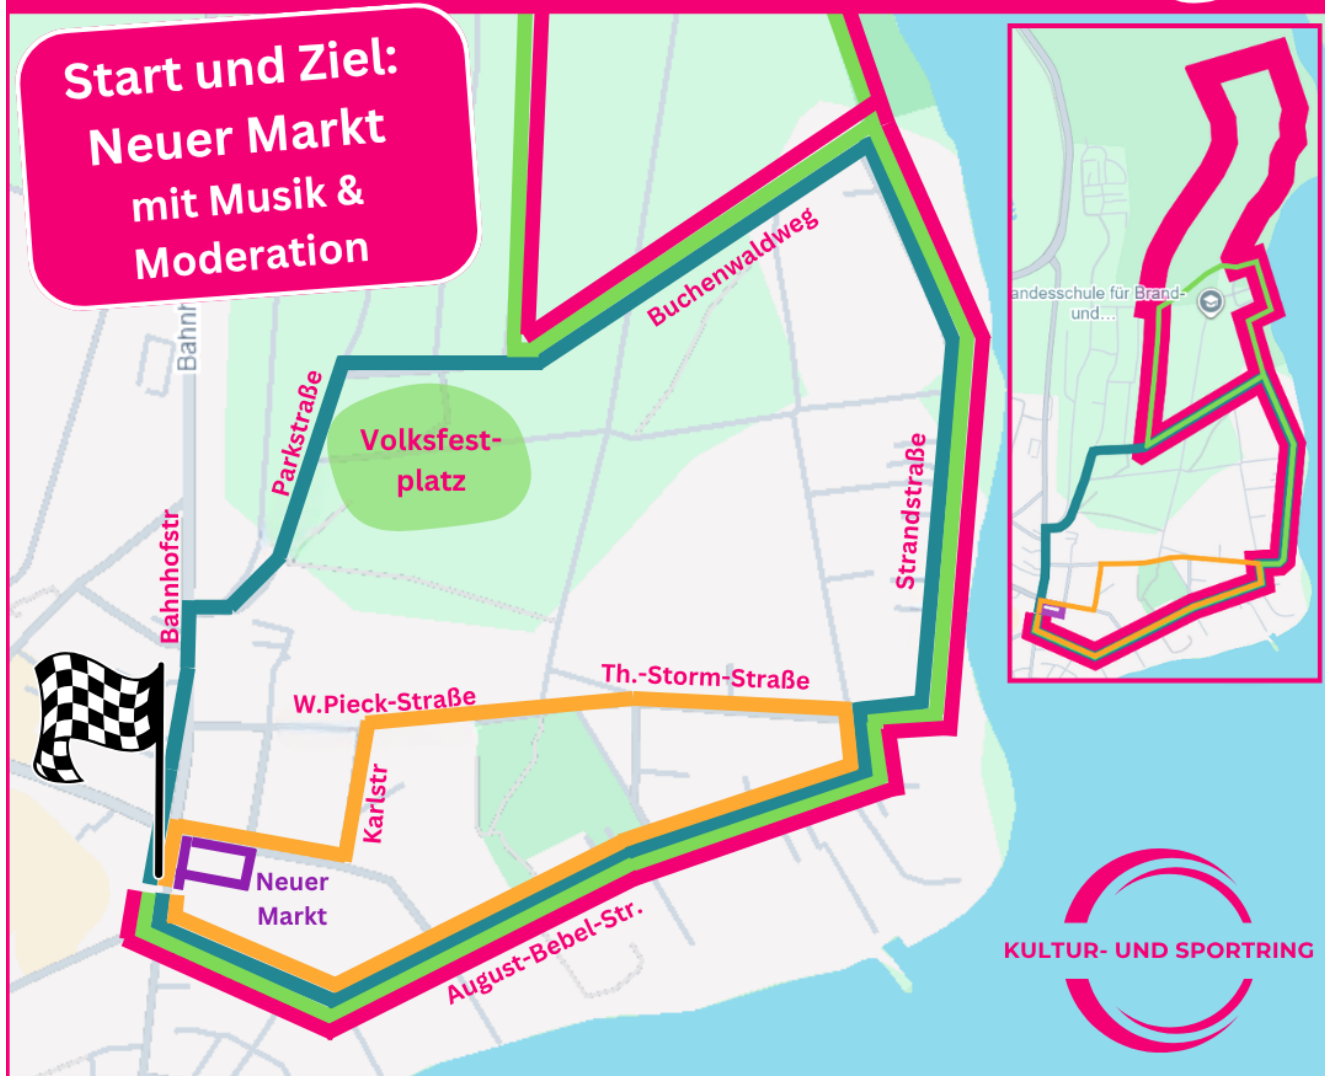 Start und Ziel:
Neuer Markt
mit Musik &
Moderation
Bahnh
Buchenwaldweg
andesschule für Brand-
und...
Parkstraße
Volksfest-
platz
Strandstraße
Bahnhofstr
Th.-Storm-Straße
W.Pieck-Straße
Karlstr
Neuer
Markt
August-Bebel-Str.
KULTUR- UND SPORTRING